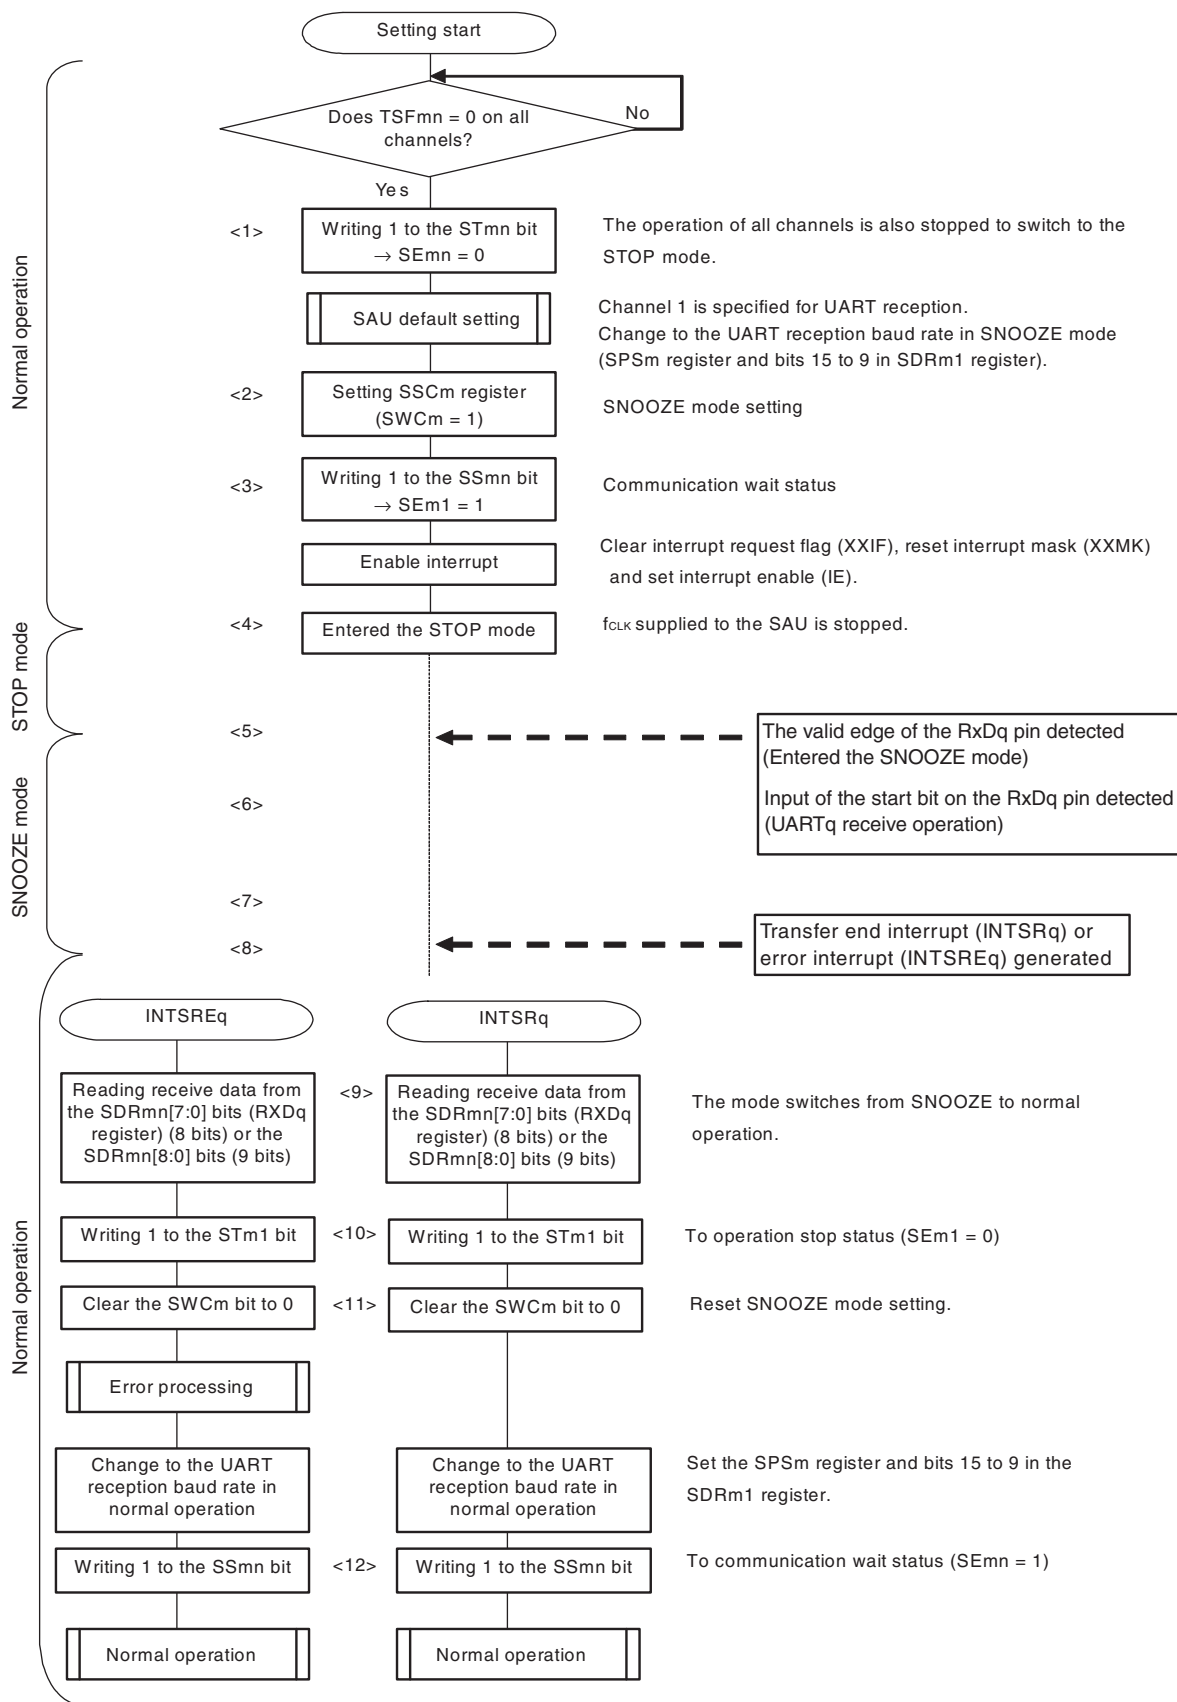 Setting start
Does TSFmn = 0 on all
channels?
No
Yes
Normal operation
<1>
Writing 1 to the STmn bit
→ SEmn = 0
The operation of all channels is also stopped to switch to the
STOP mode.
SAU default setting
Channel 1 is specified for UART reception.
Change to the UART reception baud rate in SNOOZE mode
(SPSm register and bits 15 to 9 in SDRm1 register).
<2>
Setting SSCm register
(SWCm = 1)
SNOOZE mode setting
<3>
Writing 1 to the SSmn bit
→ SEm1 = 1
Communication wait status
Enable interrupt
Clear interrupt request flag (XXIF), reset interrupt mask (XXMK)
and set interrupt enable (IE).
<4>
Entered the STOP mode
fCLK supplied to the SAU is stopped.
STOP mode
<5>
The valid edge of the RxDq pin detected
(Entered the SNOOZE mode)
SNOOZE mode
<6>
Input of the start bit on the RxDq pin detected
(UARTq receive operation)
<7>
<8>
Transfer end interrupt (INTSRq) or
error interrupt (INTSREq) generated
INTSREq
INTSRq
Normal operation
Reading receive data from
the SDRmn[7:0] bits (RXDq
register) (8 bits) or the
SDRmn[8:0] bits (9 bits)
<9>
Reading receive data from
the SDRmn[7:0] bits (RXDq
register) (8 bits) or the
SDRmn[8:0] bits (9 bits)
The mode switches from SNOOZE to normal
operation.
Writing 1 to the STm1 bit
<10>
Writing 1 to the STm1 bit
To operation stop status (SEm1 = 0)
Clear the SWCm bit to 0
<11>
Clear the SWCm bit to 0
Reset SNOOZE mode setting.
Error processing
Change to the UART
reception baud rate in
normal operation
Change to the UART
reception baud rate in
normal operation
Set the SPSm register and bits 15 to 9 in the
SDRm1 register.
Writing 1 to the SSmn bit
<12>
Writing 1 to the SSmn bit
To communication wait status (SEmn = 1)
Normal operation
Normal operation